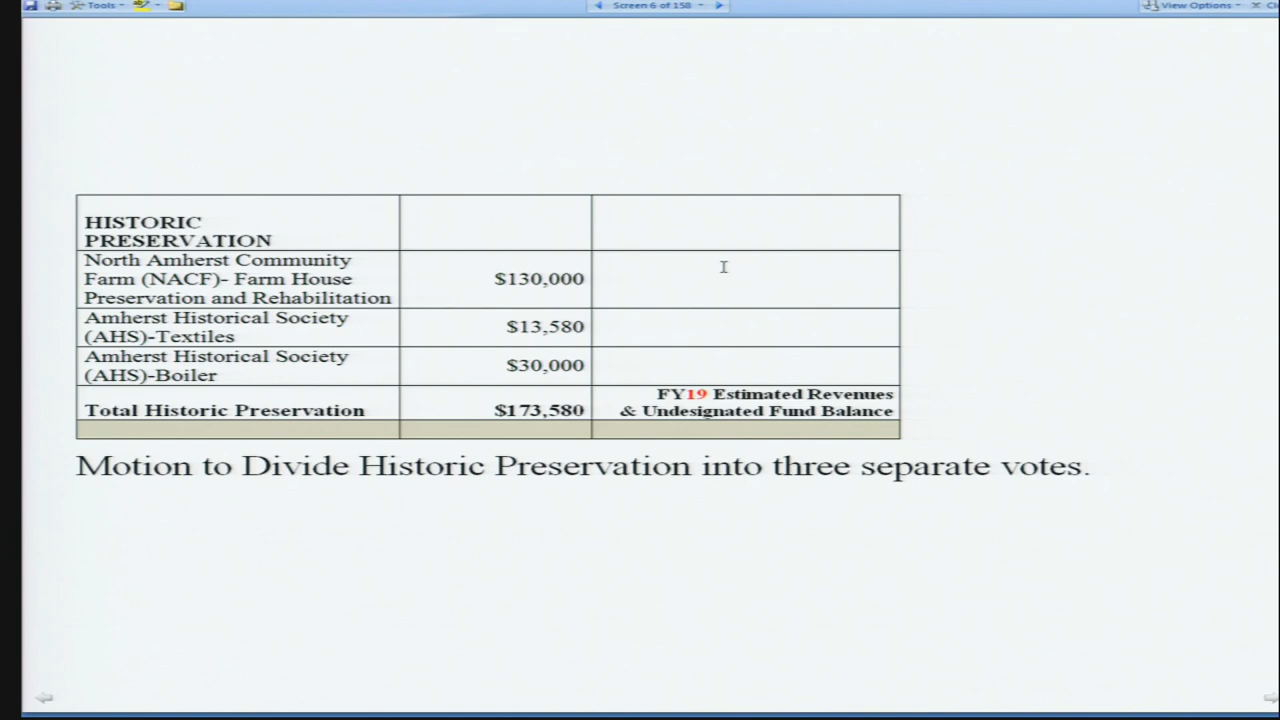 Tools
Screen 6 of 158
View Options
HISTORIC
PRESERVATION
North Amherst Community
Farm (NACF)- Farm House
Preservation and Rehabilitation
$130,000
Amherst Historical Society
(AHS)-Textiles
$13,580
Amherst Historical Society
(AHS)-Boiler
$30,000
Total Historic Preservation
$173,580
FY19 Estimated Revenues
& Undesignated Fund Balance
Motion to Divide Historic Preservation into three separate votes.